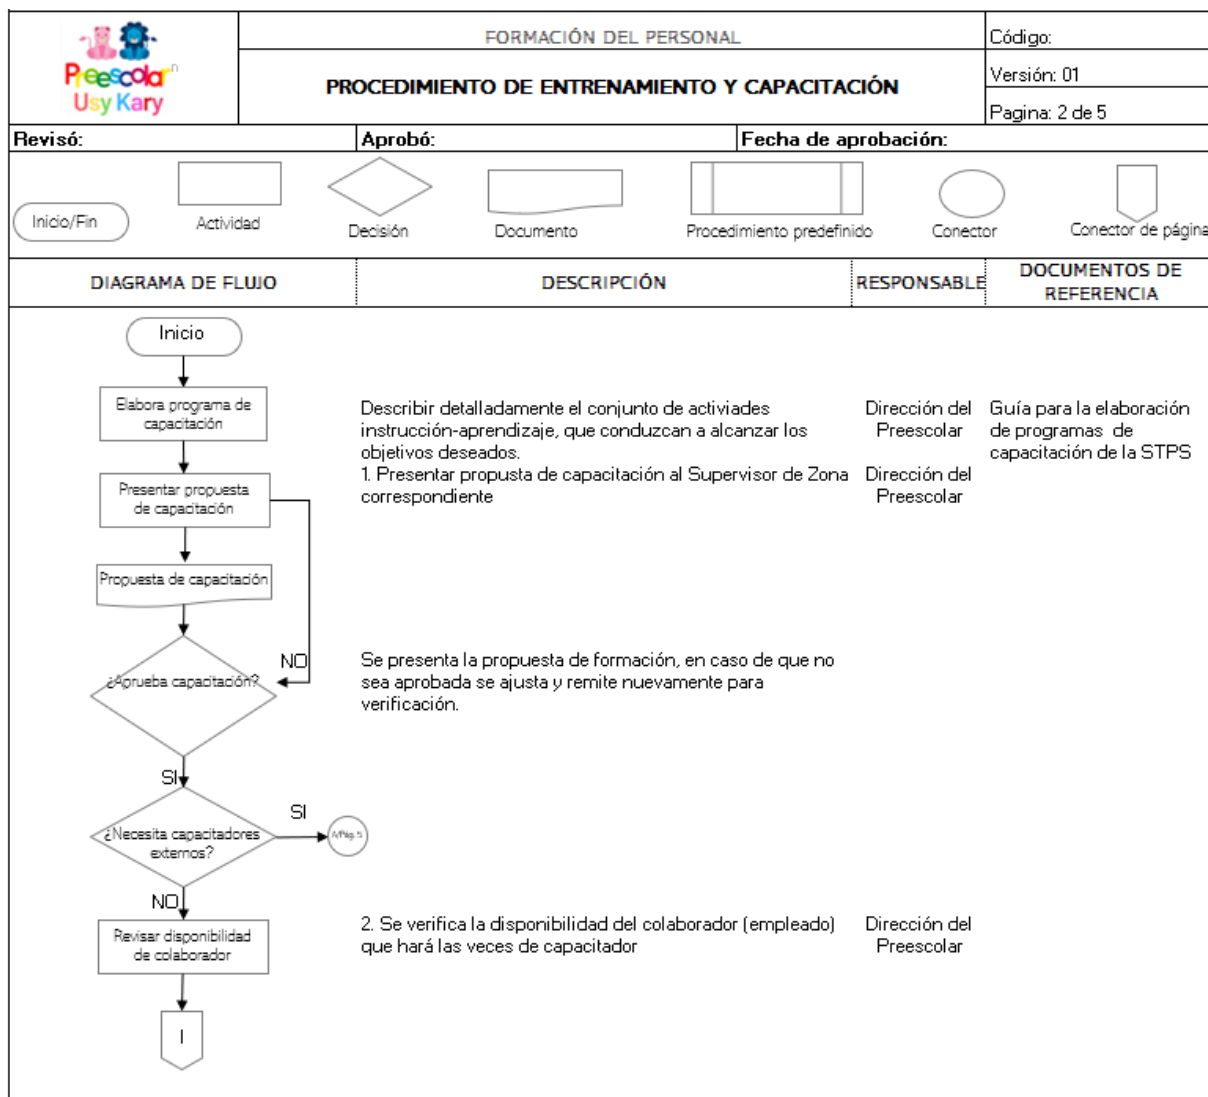 Preescolar
Usy Kary
FORMACIÓN DEL PERSONAL
PROCEDIMIENTO DE ENTRENAMIENTO Y CAPACITACIÓN
Código:
Versión: 01
Pagina: 2 de 5
Revisó:
Aprobó:
Fecha de aprobación:
Inicio/Fin
Actividad
Decisión
Documento
Procedimiento predefinido
Conector
Conector de página
DIAGRAMA DE FLUJO
DESCRIPCIÓN
RESPONSABLE
DOCUMENTOS DE
REFERENCIA
Inicio
Elabora programa de
capacitación
Describir detalladamente el conjunto de activiades
instrucción-aprendizaje, que conduzcan a alcanzar los
objetivos deseados.
Dirección del
Preescolar
Guía para la elaboración
de programas de
capacitación de la STPS
Presentar propuesta
de capacitación
1. Presentar propusta de capacitación al Supervisor de Zona
correspondiente
Dirección del
Preescolar
Propuesta de capacitación
¿Aprueba capacitación?
NO
Se presenta la propuesta de formación, en caso de que no
sea aprobada se ajusta y remite nuevamente para
verificación.
SI
¿Necesita capacitadores
externos?
SI
A/Pág. 5
NO
Revisar disponibilidad
de colaborador
2. Se verifica la disponibilidad del colaborador (empleado)
que hará las veces de capacitador
Dirección del
Preescolar
I